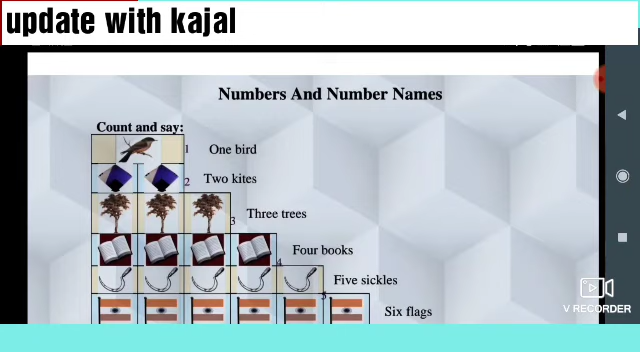 update with kajal
Numbers And Number Names
Count and say:
1 One bird
2 Two kites
3 Three trees
4 Four books
5 Five sickles
Six flags
V RECORDER